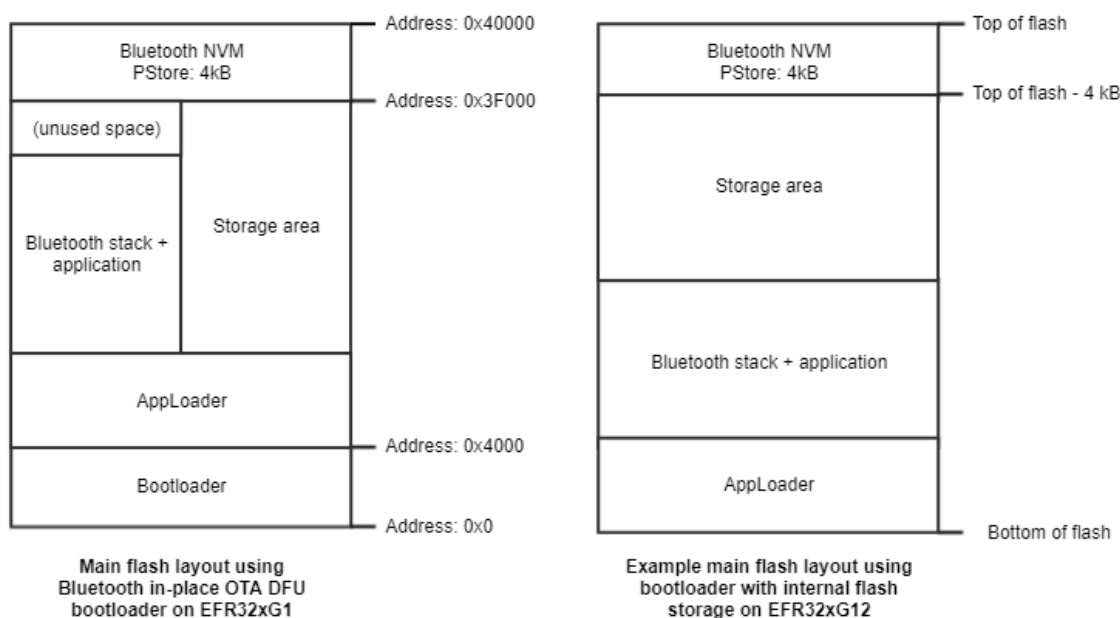 Address: 0x40000
Bluetooth NVM
PStore: 4kB
Address: 0x3F000
(unused space)
Bluetooth stack +
application
Storage area
AppLoader
Address: 0x4000
Bootloader
Address: 0x0
Main flash layout using
Bluetooth in-place OTA DFU
bootloader on EFR32xG1
Top of flash
Bluetooth NVM
PStore: 4kB
Top of flash - 4 kB
Storage area
Bluetooth stack + application
AppLoader
Bottom of flash
Example main flash layout using
bootloader with internal flash
storage on EFR32xG12